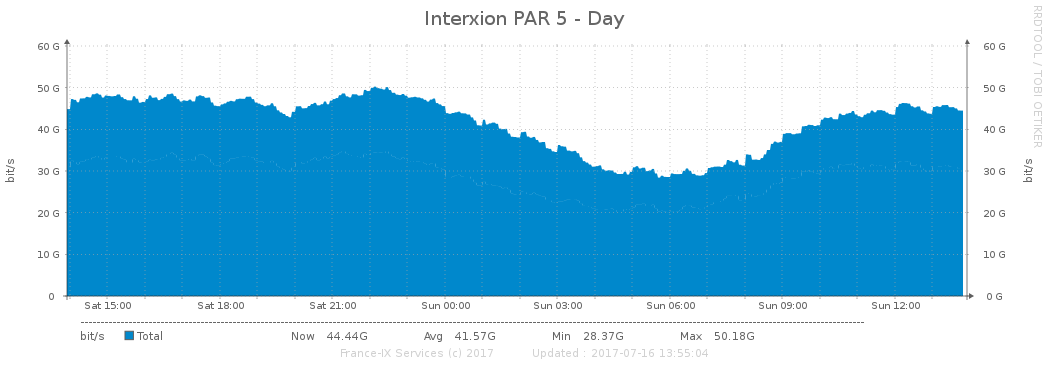 Interxion PAR 5 - Day
RRDTOOL / TOBI OETIKER
60 G 60 G
50 G 50 G
40 G 40 G
30 G 30 G
20 G 20 G
10 G 10 G
0 0 G
bit/s bit/s
Sat 15:00 Sat 18:00 Sat 21:00 Sun 00:00 Sun 03:00 Sun 06:00 Sun 09:00 Sun 12:00
bit/s Total Now 44.44G Avg 41.57G Min 28.37G Max 50.18G
France-IX Services (c) 2017 Updated : 2017-07-16 13:55:04